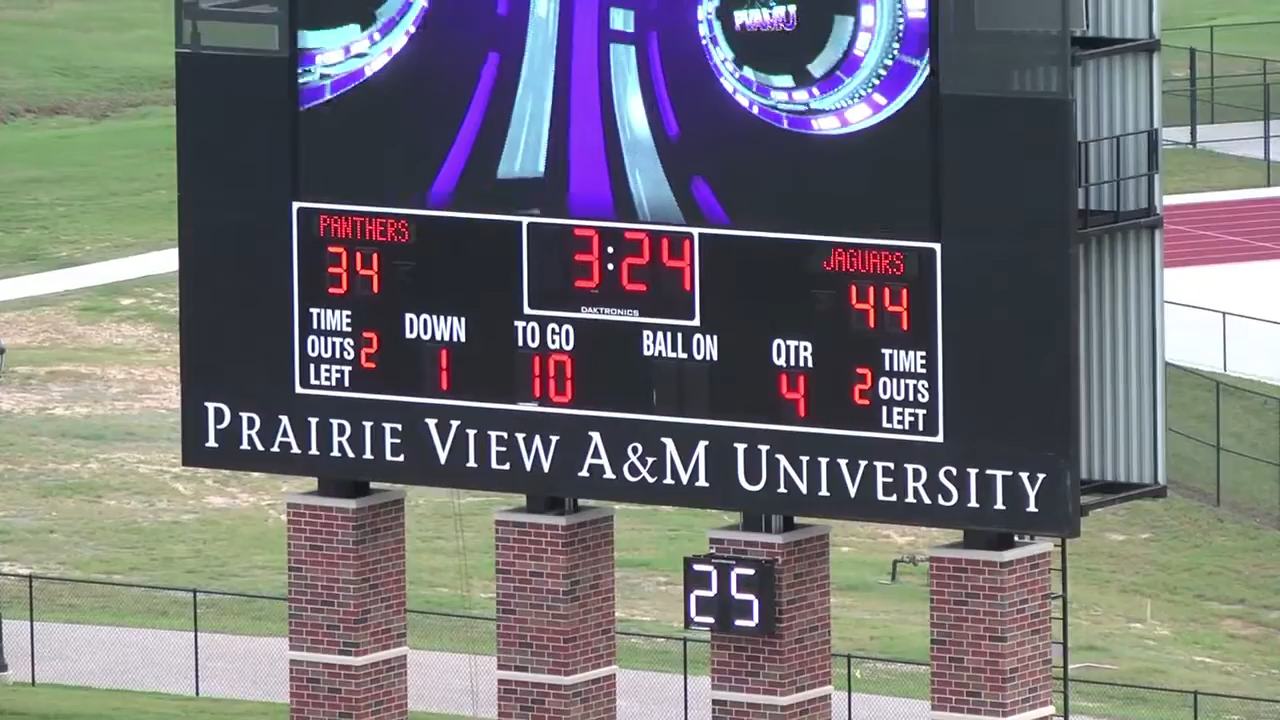 PVAMU
PANTHERS
34
3:24
JAGUARS
44
DAKTRONICS
TIME
OUTS 2
LEFT
DOWN
1
TO GO
10
BALL ON
QTR
4
TIME
2 OUTS
LEFT
PRAIRIE VIEW A&M UNIVERSITY
25